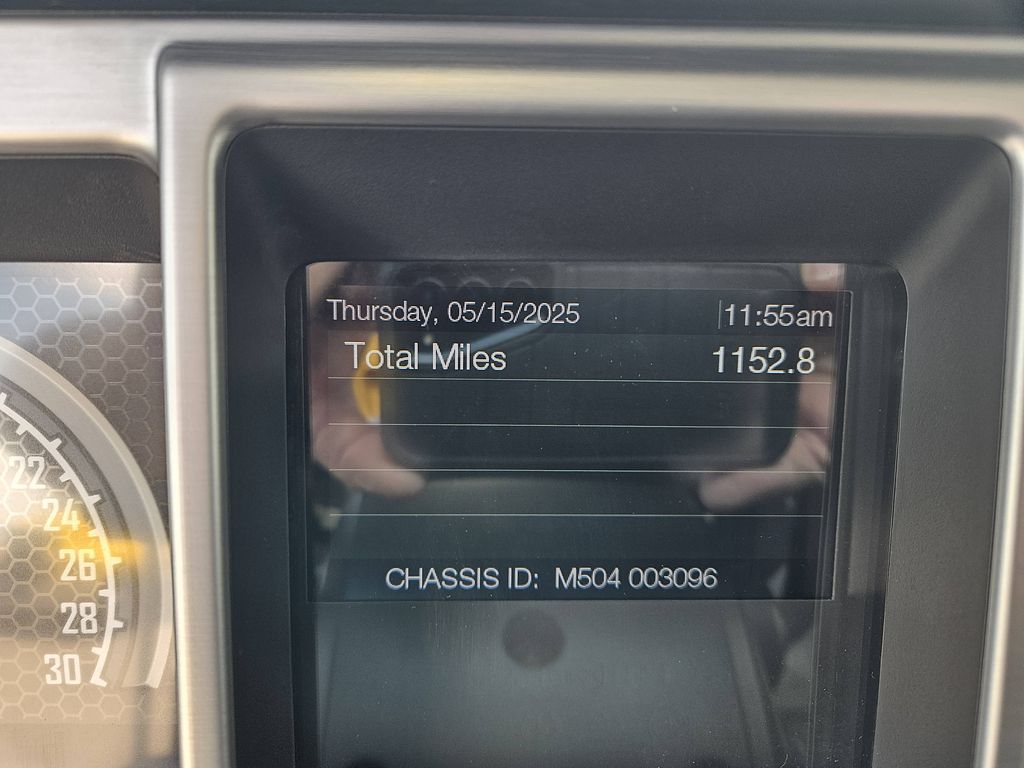 Thursday, 05/15/2025 11:55am
Total Miles 1152.8
22
24
26
28
30
CHASSIS ID: M504 003096